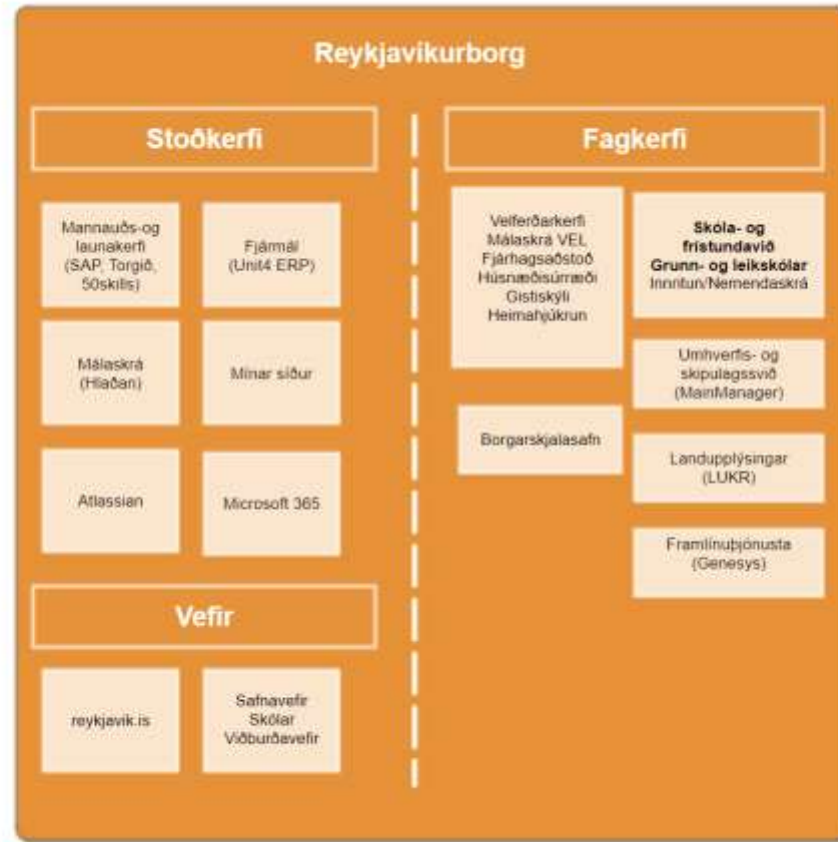 Reykjavíkurborg
Stoðkerfi
Mannauðs-og
launakerfi
(SAP, Torgið,
50skills)
Fjármál
(Unit4 ERP)
Málaskrá
(Hlaðan)
Mínar síður
Atlassian
Microsoft 365
Vefir
reykjavik.is
Safnavefir
Skólar
Viðburðavefir
Fagkerfi
Velferðarkerfi
Málaskrá VEL
Fjárhagsaðstoð
Húsnæðisúrræði
Gistiskýli
Heimahjúkrun
Skóla- og
frístundavið
Grunn- og leikskólar
Innritun/Nemendaskrá
Umhverfis- og
skipulagssvið
(MainManager)
Borgarskjalasafn
Landupplýsingar
(LUKR)
Framlínuþjónusta
(Genesys)